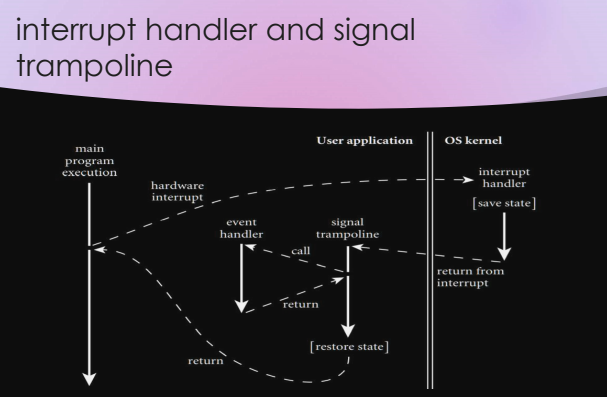 interrupt handler and signal
trampoline
User application
OS kernel
main
program
execution
hardware
interrupt
interrupt
handler
[save state]
event
handler
signal
trampoline
call
return from
interrupt
return
[restore state]
return